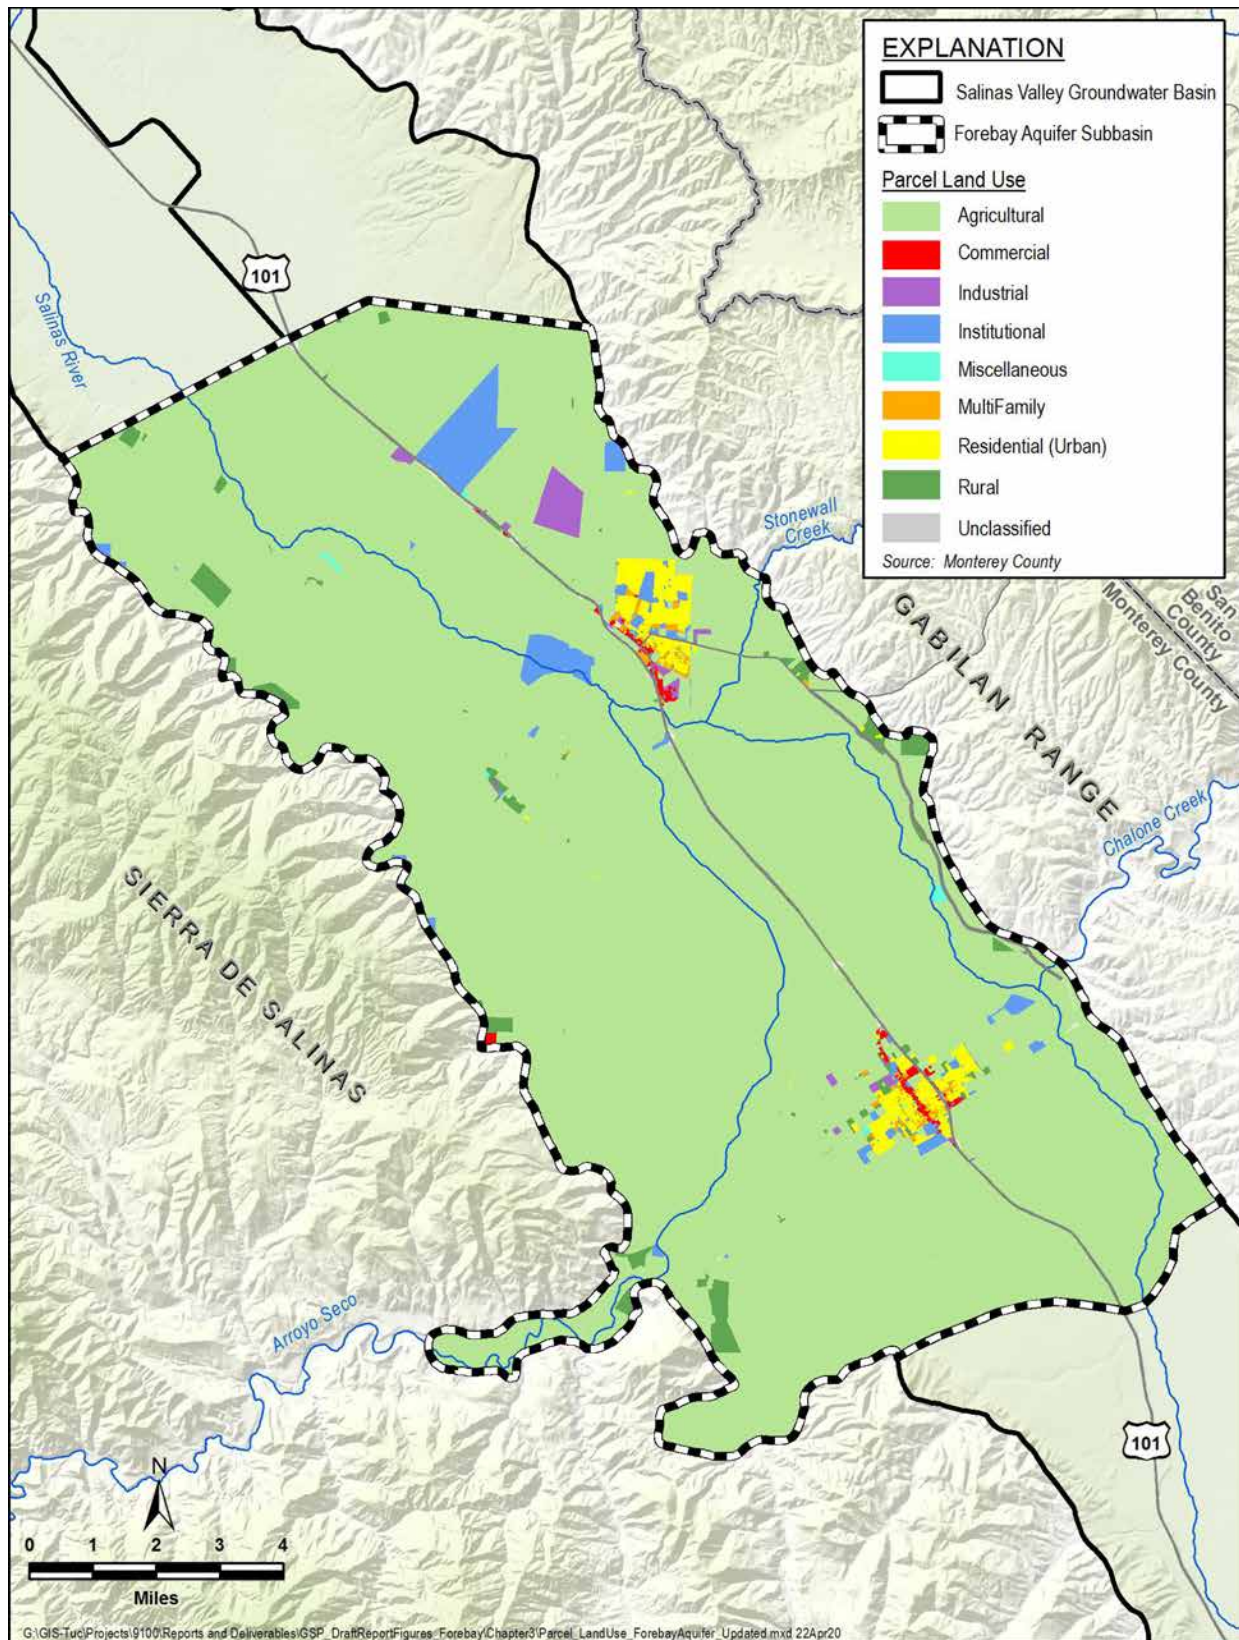 EXPLANATION
Salinas Valley Groundwater Basin
Forebay Aquifer Subbasin
Parcel Land Use
Agricultural
Commercial
Industrial
Institutional
Miscellaneous
MultiFamily
Residential (Urban)
Rural
Unclassified
Source: Monterey County
101
Salinas River
Stonewall
Creek
San
Benito
County
Monterey County
GABILAN RANGE
Chalone Creek
SIERRA DE SALINAS
Arroyo Seco
101
N
0 1 2 3 4
Miles
G:\GIS-Tuc\Projects\9100\Reports and Deliverables\GSP_DraftReportFigures_Forebay\Chapter3\Parcel_LandUse_ForebayAquifer_Updated.mxd 22Apr20